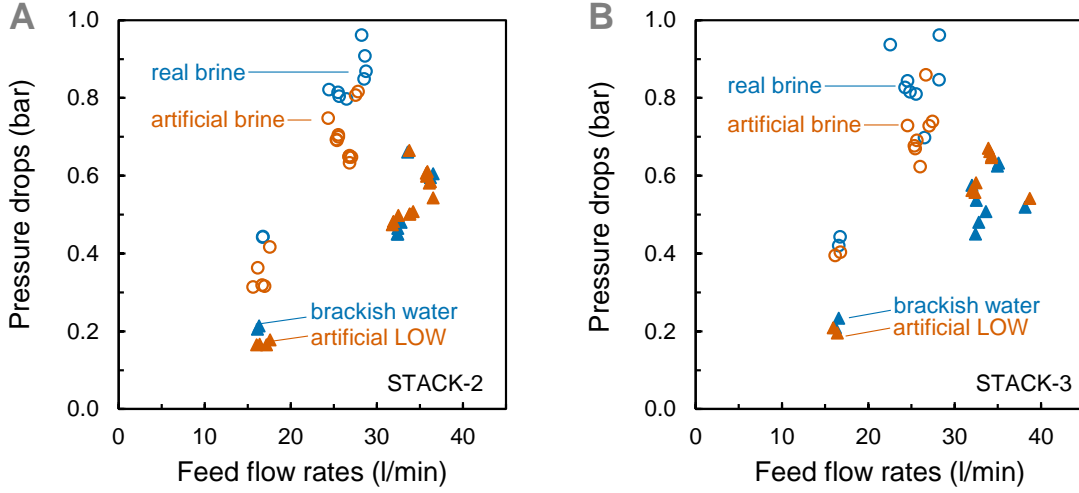 A
Pressure drops (bar)
1.0
0.8
0.6
0.4
0.2
0.0
real brine
artificial brine
brackish water
artificial LOW
STACK-2
0
10
20
30
40
Feed flow rates (l/min)
B
Pressure drops (bar)
1.0
0.8
0.6
0.4
0.2
0.0
real brine
artificial brine
brackish water
artificial LOW
STACK-3
0
10
20
30
40
Feed flow rates (l/min)